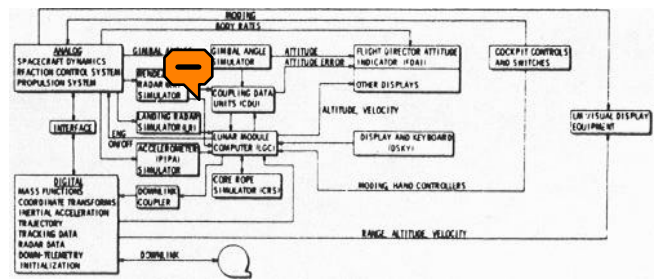 MODING
BODY RATES
ANALOG
SPACECRAFT DYNAMICS
REACTION CONTROL SYSTEM
PROPULSION SYSTEM
GIMBAL
GIMBAL ANGLE
SIMULATOR
ATTITUDE
ATTITUDE ERROR
FLIGHT DIRECTOR ATTITUDE
INDICATOR (FDAI)
OTHER DISPLAYS
COCKPIT CONTROLS
AND SWITCHES
RADAR
SIMULATOR
COUPLING DATA
UNITS (CDU)
ALTITUDE, VELOCITY
LM VISUAL DISPLAY
EQUIPMENT
INTERFACE
ENG
ON/OFF
LANDING RADAR
SIMULATOR (LR)
LUNAR MODULE
COMPUTER (LGC)
DISPLAY AND KEYBOARD
(DSKY)
ACCELEROMETER
(PIPA)
SIMULATOR
DIGITAL
MASS FUNCTIONS
COORDINATE TRANSFORMS
INERTIAL ACCELERATION
TRAJECTORY
TRACKING DATA
RADAR DATA
DOWN-TELEMETRY
INITIALIZATION
DOWNLINK
COUPLER
CORE ROPE
SIMULATOR (CRS)
MODING, HAND CONTROLLERS
RANGE, ALTITUDE, VELOCITY
DOWNLINK